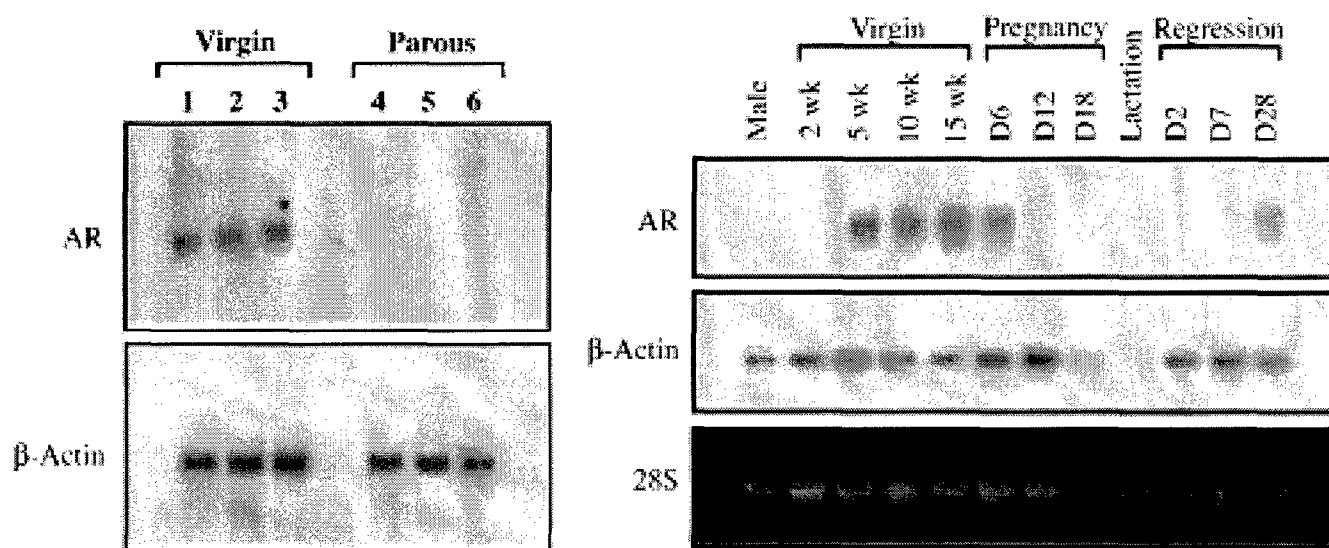 Virgin Parous
1 2 3 4 5 6
AR
β-Actin
Virgin Pregnancy Regression
Male 2 wk 5 wk 10 wk 15 wk D6 D12 D18 Lactation D2 D7 D28
AR
β-Actin
28S